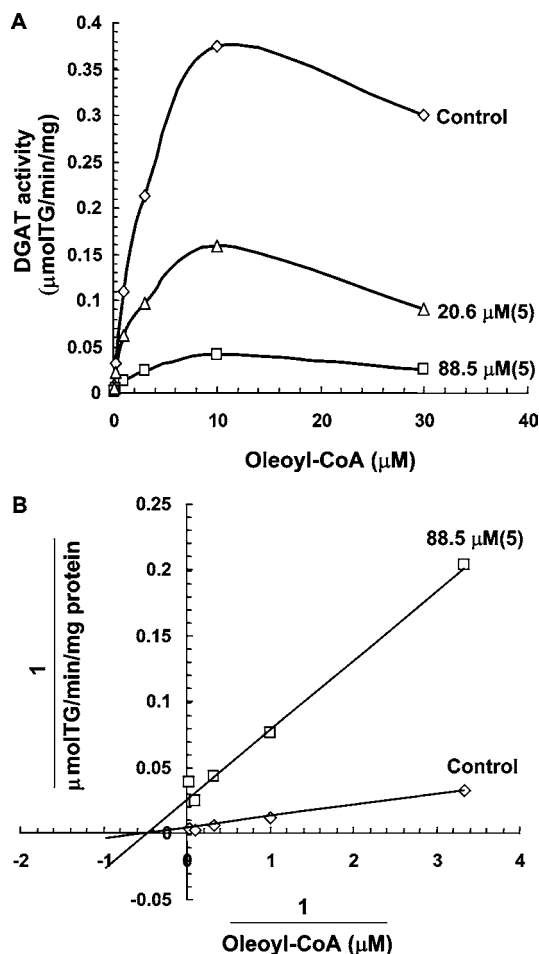 A
DGAT activity
(μmolTG/min/mg)
0.4
0.35
0.3
0.25
0.2
0.15
0.1
0.05
0
Control
20.6 μM(5)
88.5 μM(5)
0 10 20 30 40
Oleoyl-CoA (μM)
B
1
μmolTG/min/mg protein
0.25
0.2
0.15
0.1
0.05
0
-0.05
88.5 μM(5)
Control
-2 -1 0 1 2 3 4
1
Oleoyl-CoA (μM)